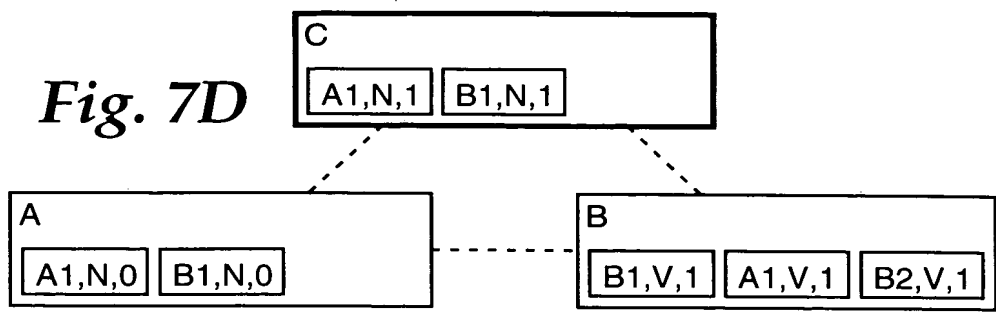 C
A1,N,1 B1,N,1
Fig. 7D
A
A1,N,0 B1,N,0
B
B1,V,1 A1,V,1 B2,V,1